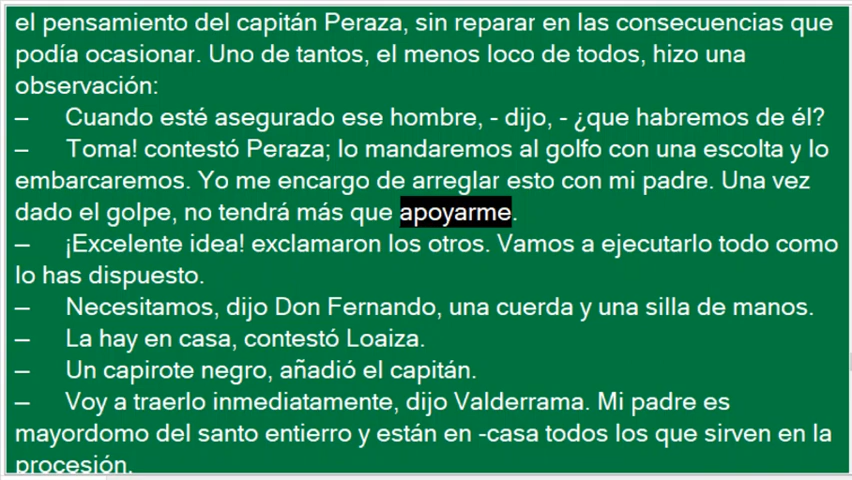 el pensamiento del capitán Peraza, sin reparar en las consecuencias que
podía ocasionar. Uno de tantos, el menos loco de todos, hizo una
observación:
– Cuando esté asegurado ese hombre, - dijo, - ¿que habremos de él?
– Toma! contestó Peraza; lo mandaremos al golfo con una escolta y lo
embarcaremos. Yo me encargo de arreglar esto con mi padre. Una vez
dado el golpe, no tendrá más que apoyarme.
– ¡Excelente idea! exclamaron los otros. Vamos a ejecutarlo todo como
lo has dispuesto.
– Necesitamos, dijo Don Fernando, una cuerda y una silla de manos.
– La hay en casa, contestó Loaiza.
– Un capirote negro, añadió el capitán.
– Voy a traerlo inmediatamente, dijo Valderrama. Mi padre es
mayordomo del santo entierro y están en -casa todos los que sirven en la
procesión.